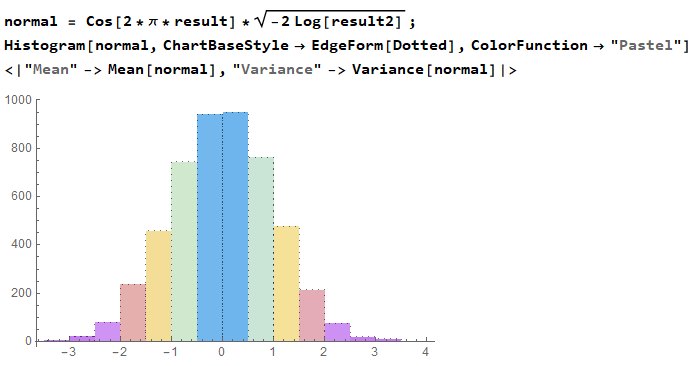 normal = Cos[2*π*result]*√-2 Log[result2] ;
Histogram[normal, ChartBaseStyle → EdgeForm[Dotted], ColorFunction → "Pastel"]
<|"Mean" -> Mean[normal], "Variance" -> Variance[normal]|>
1000
800
600
400
200
0
−3 −2 −1 0 1 2 3 4